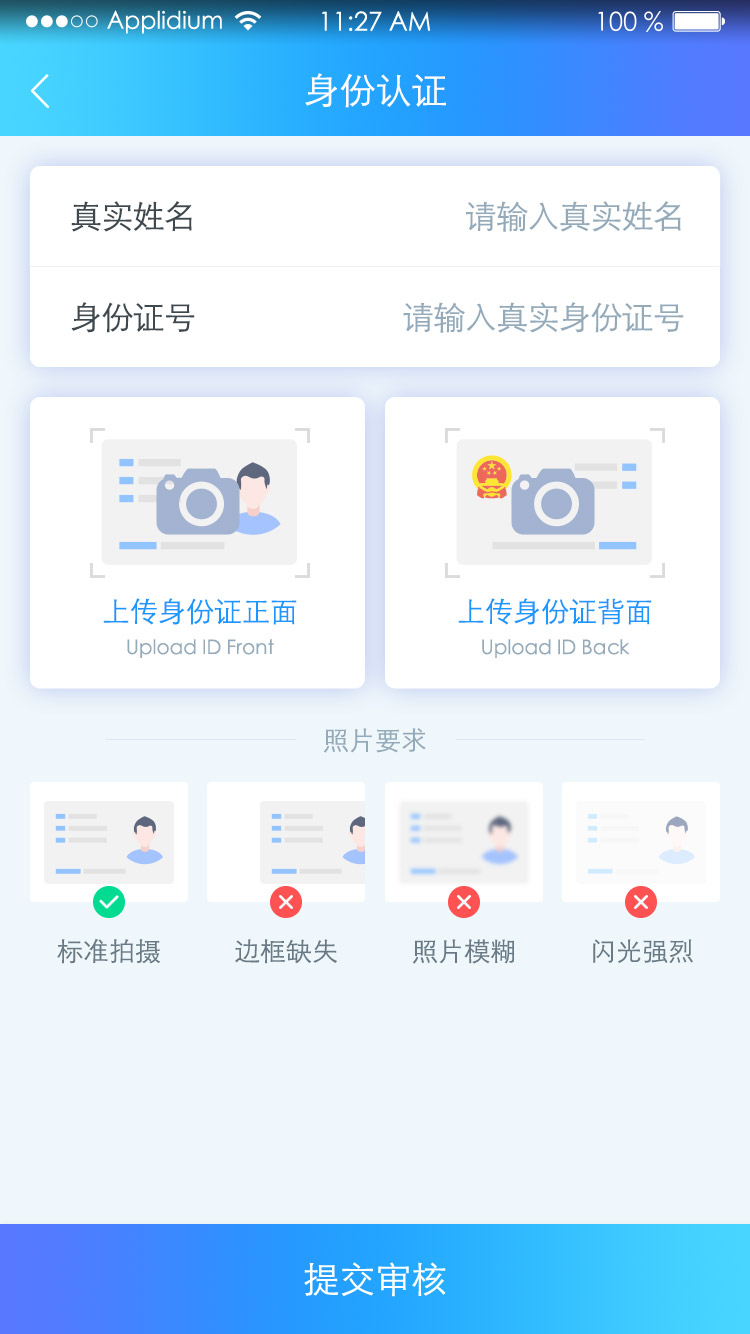 Applidium 11:27 AM 100 %
身份认证
真实姓名 请输入真实姓名
身份证号 请输入真实身份证号
上传身份证正面 上传身份证背面
Upload ID Front Upload ID Back
照片要求
标准拍摄 边框缺失 照片模糊 闪光强烈
提交审核